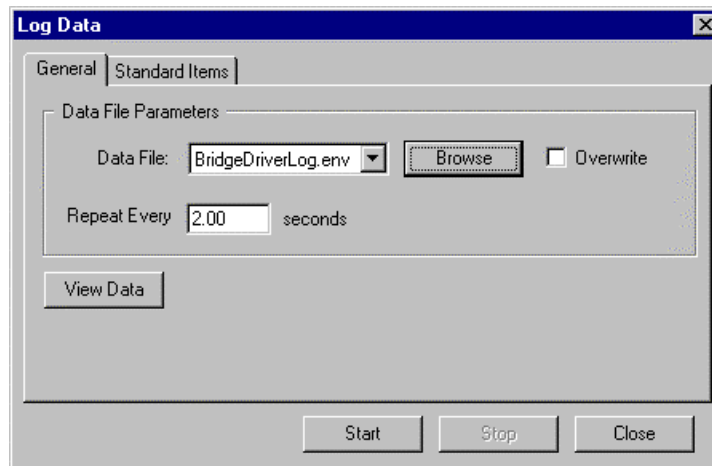 Log Data
General Standard Items
Data File Parameters
Data File: BridgeDriverLog.env Browse Overwrite
Repeat Every 2.00 seconds
View Data
Start Stop Close